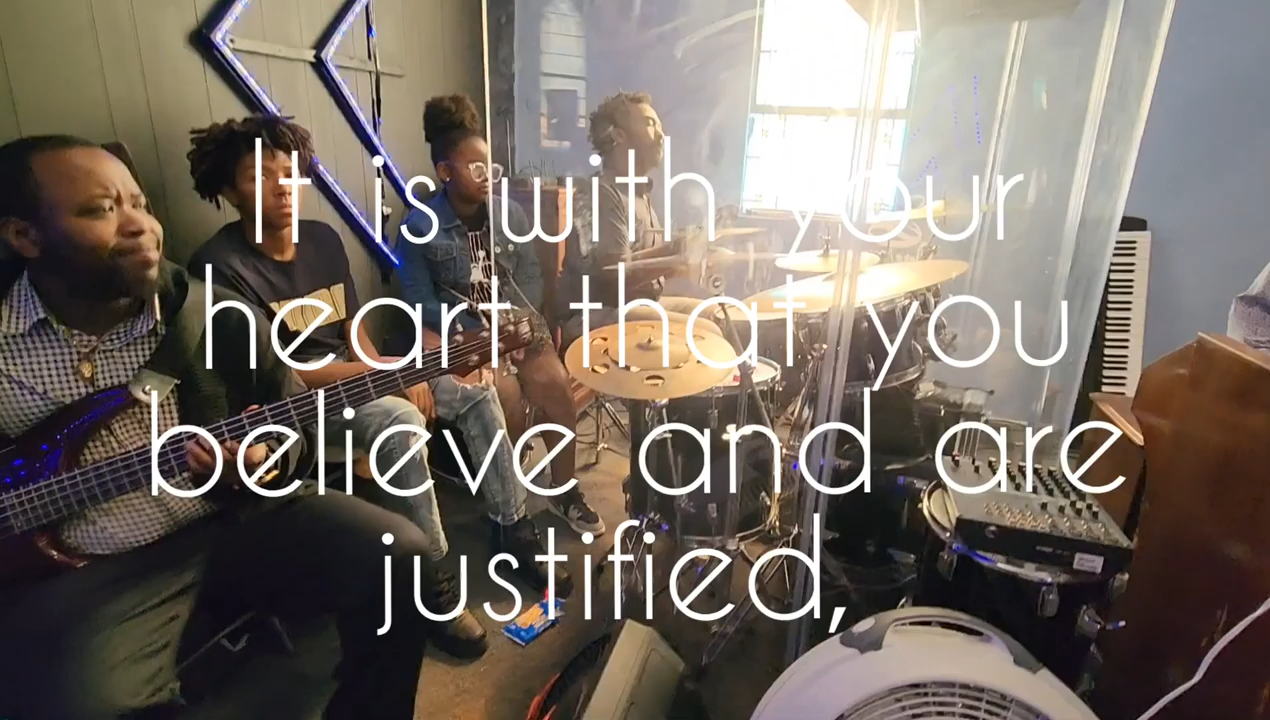 It is with your
heart that you
believe and are
justified,